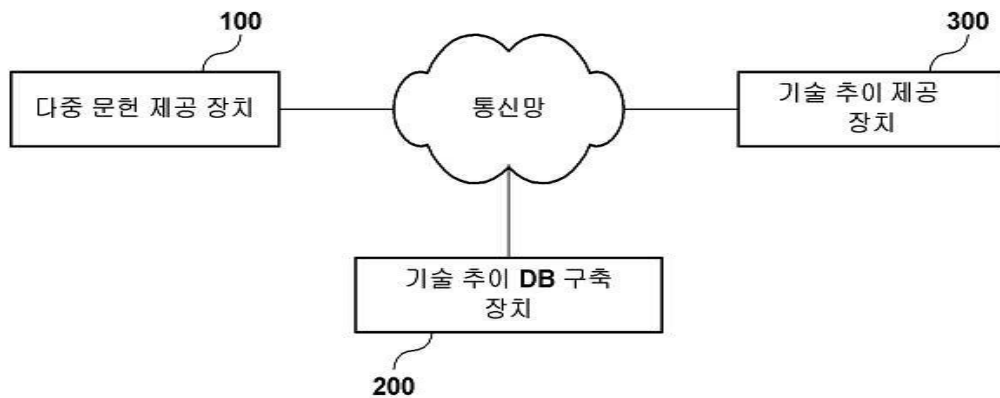 100
300
다중 문헌 제공 장치
통신망
기술 추이 제공
장치
기술 추이 DB 구축
장치
200